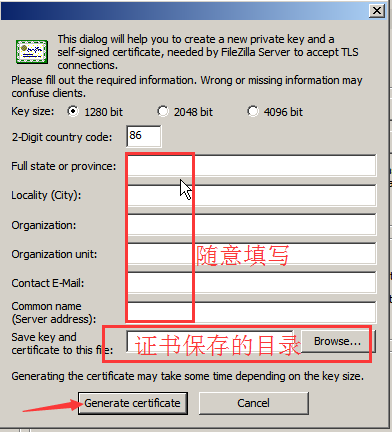 This dialog will help you to create a new private key and a
self-signed certificate, needed by FileZilla Server to accept TLS
connections.
Please fill out the required information. Wrong or missing information may
confuse clients.
Key size: 1280 bit 2048 bit 4096 bit
2-Digit country code: 86
Full state or province:
Locality (City):
Organization:
Organization unit: 随意填写
Contact E-Mail:
Common name
(Server address):
Save key and
certificate to this file: 证书保存的目录 Browse...
Generating the certificate may take some time depending on the key size.
Generate certificate Cancel